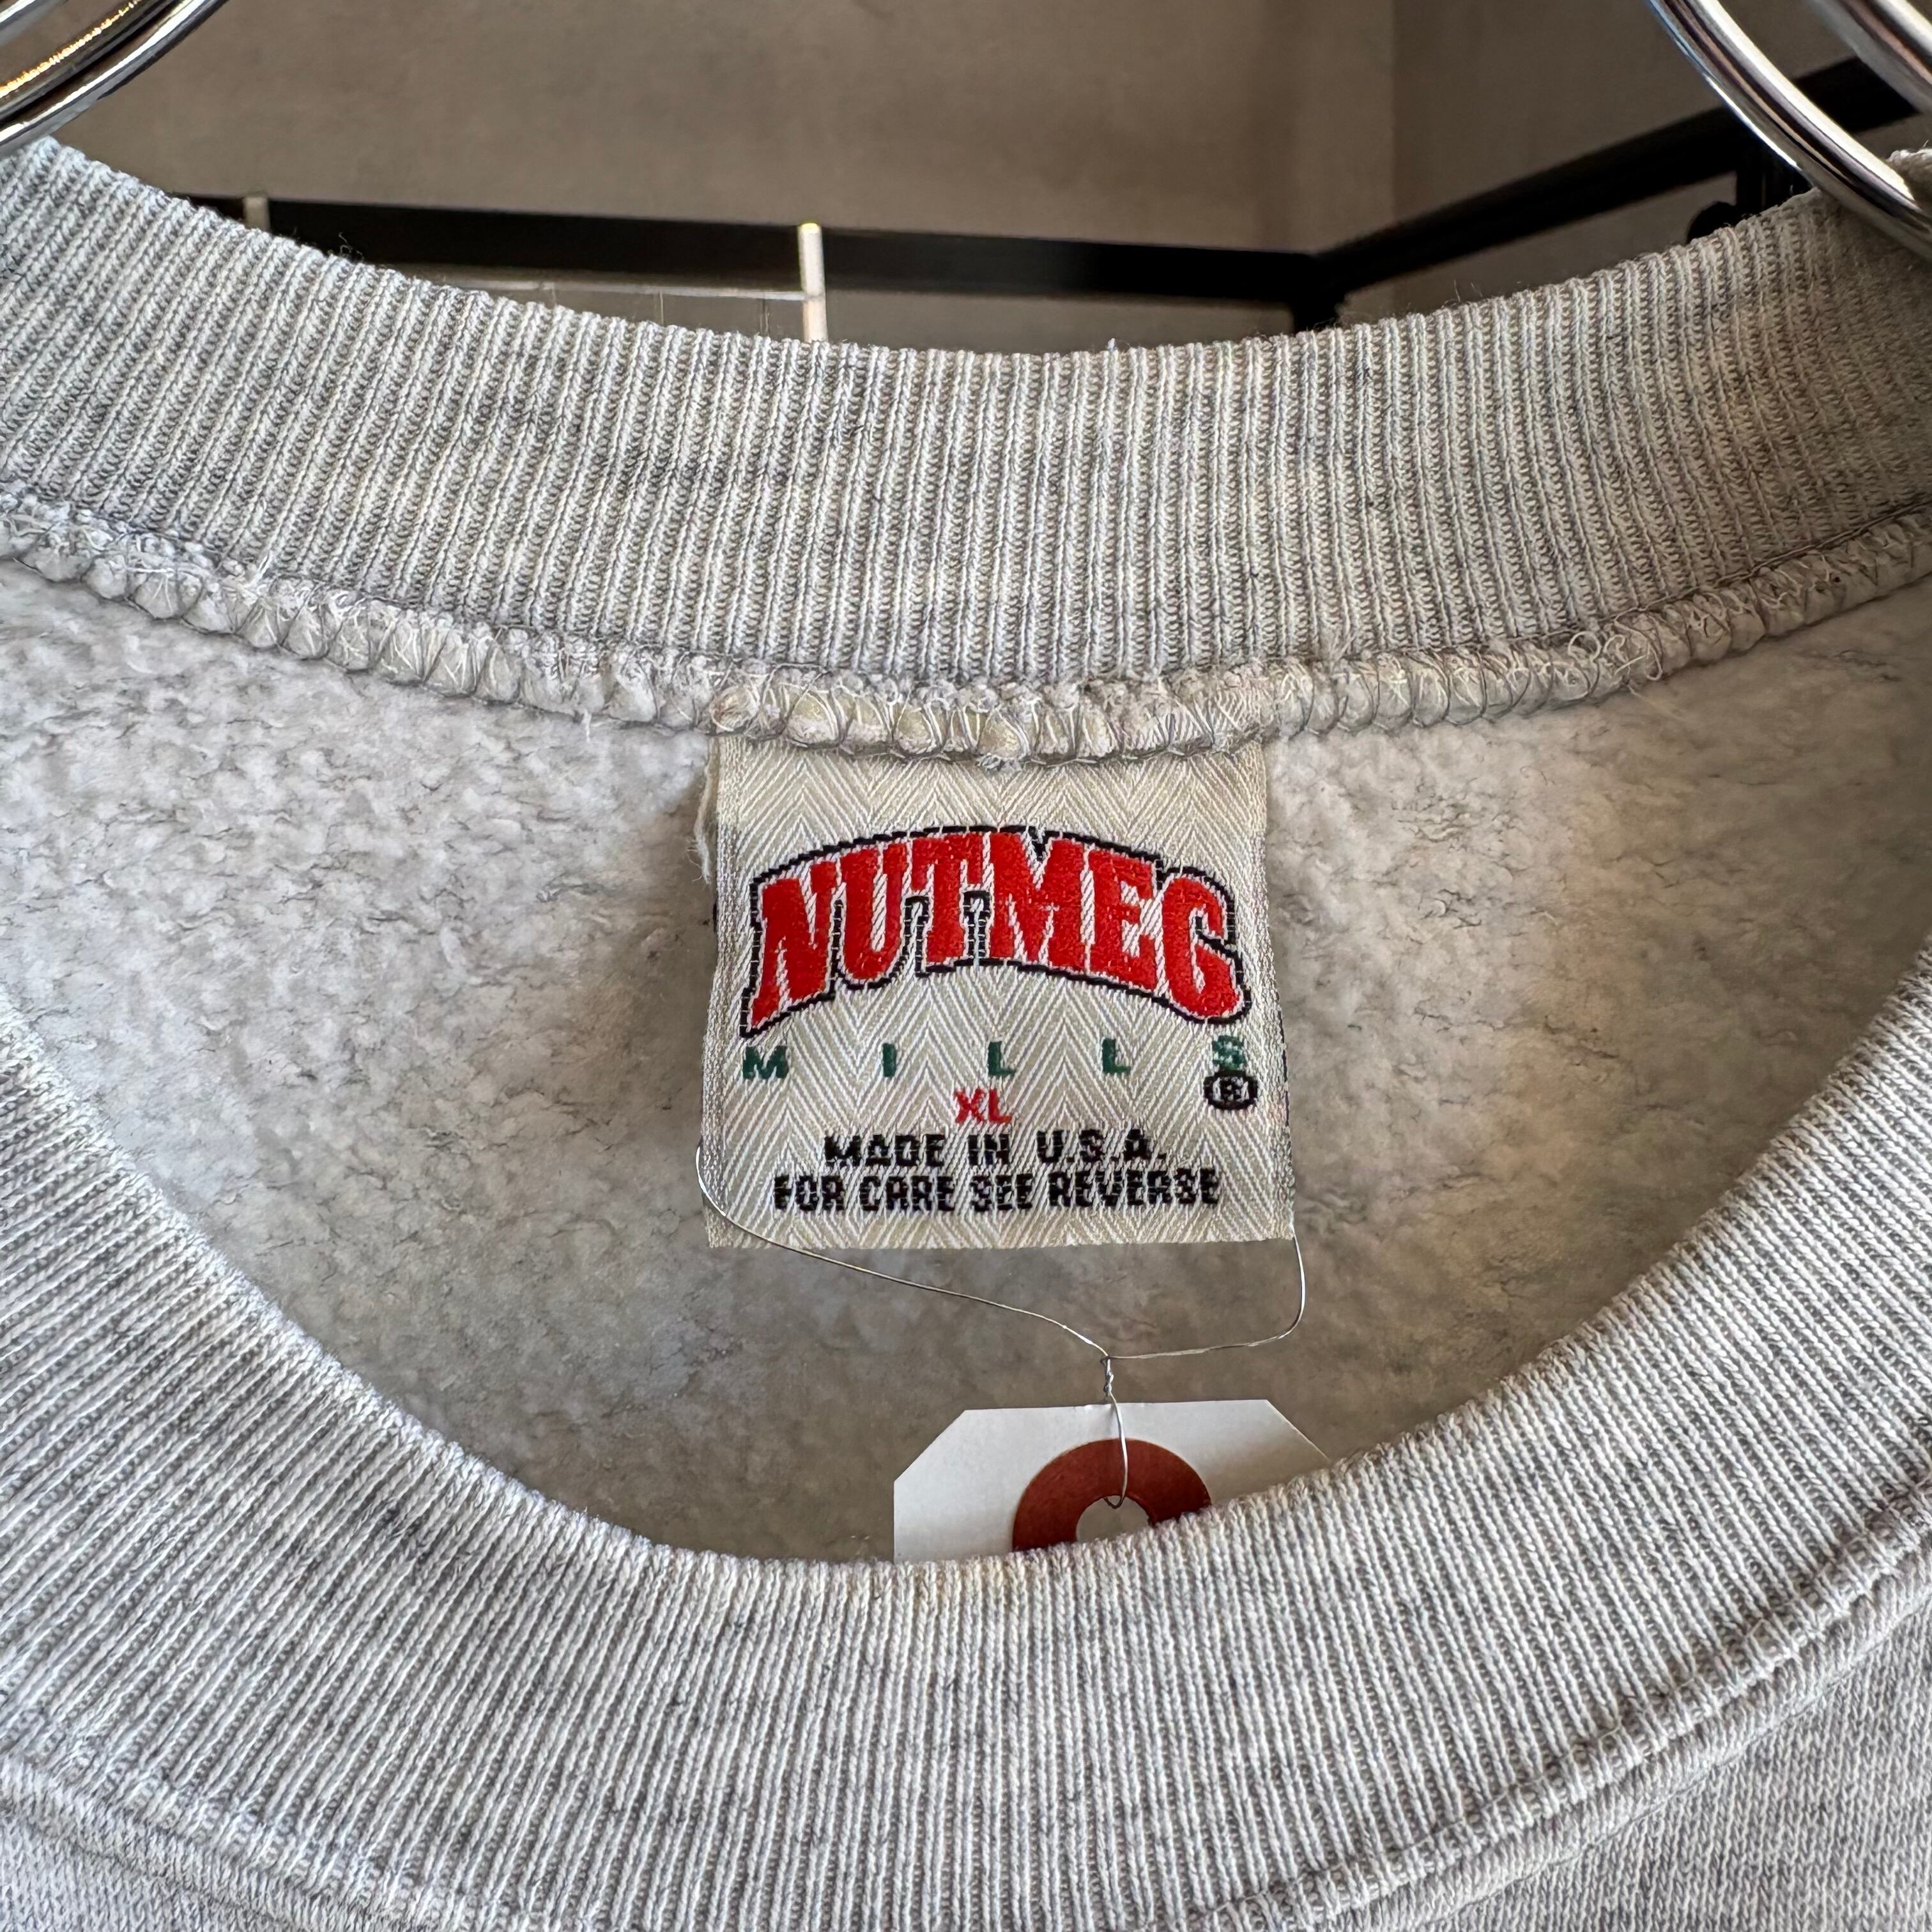 NUTMEG
MILLS
®
XL
MADE IN U.S.A.
FOR CARE SEE REVERSE